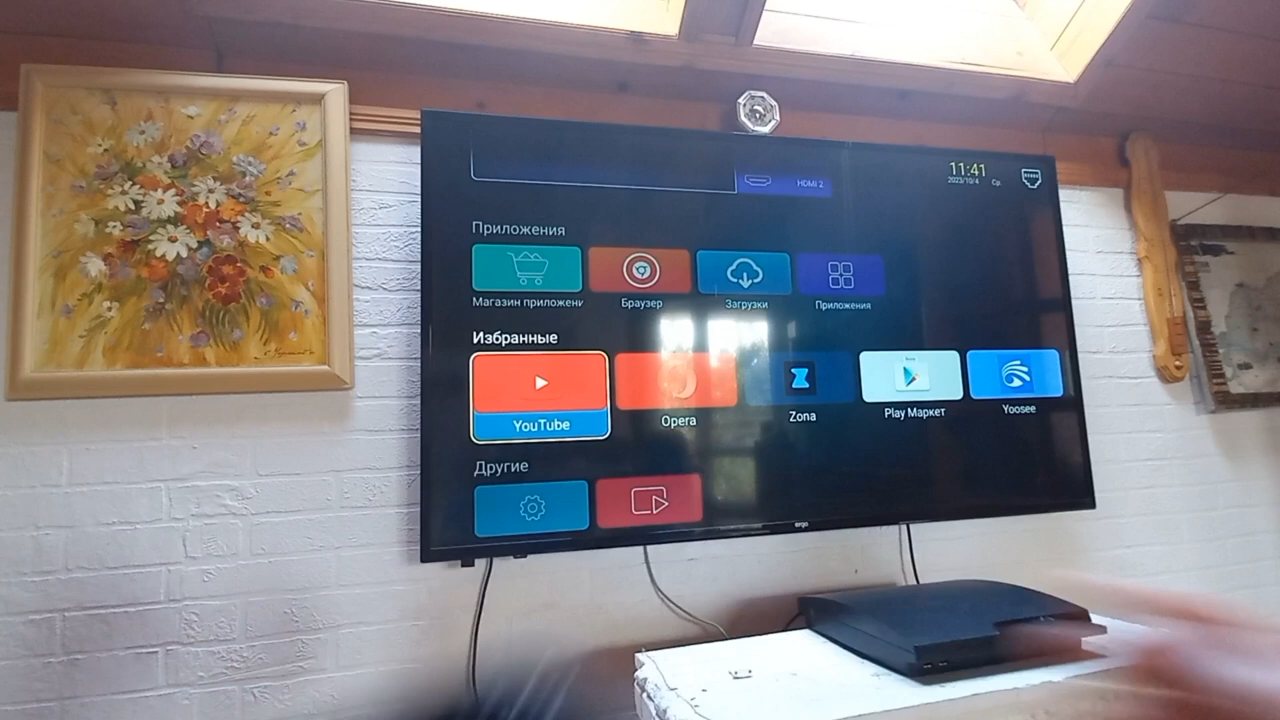 11:41
2023/10/4 Ср.
HDMI 2
Приложения
Магазин приложени
Браузер
Загрузки
Приложения
Избранные
YouTube
Opera
Zona
Play Маркет
Yoosee
Другие
ergo